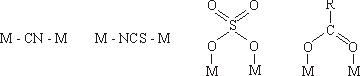 M - CN - M
M - NCS - M
O O
S
O O
M M
R
C
O O
M M